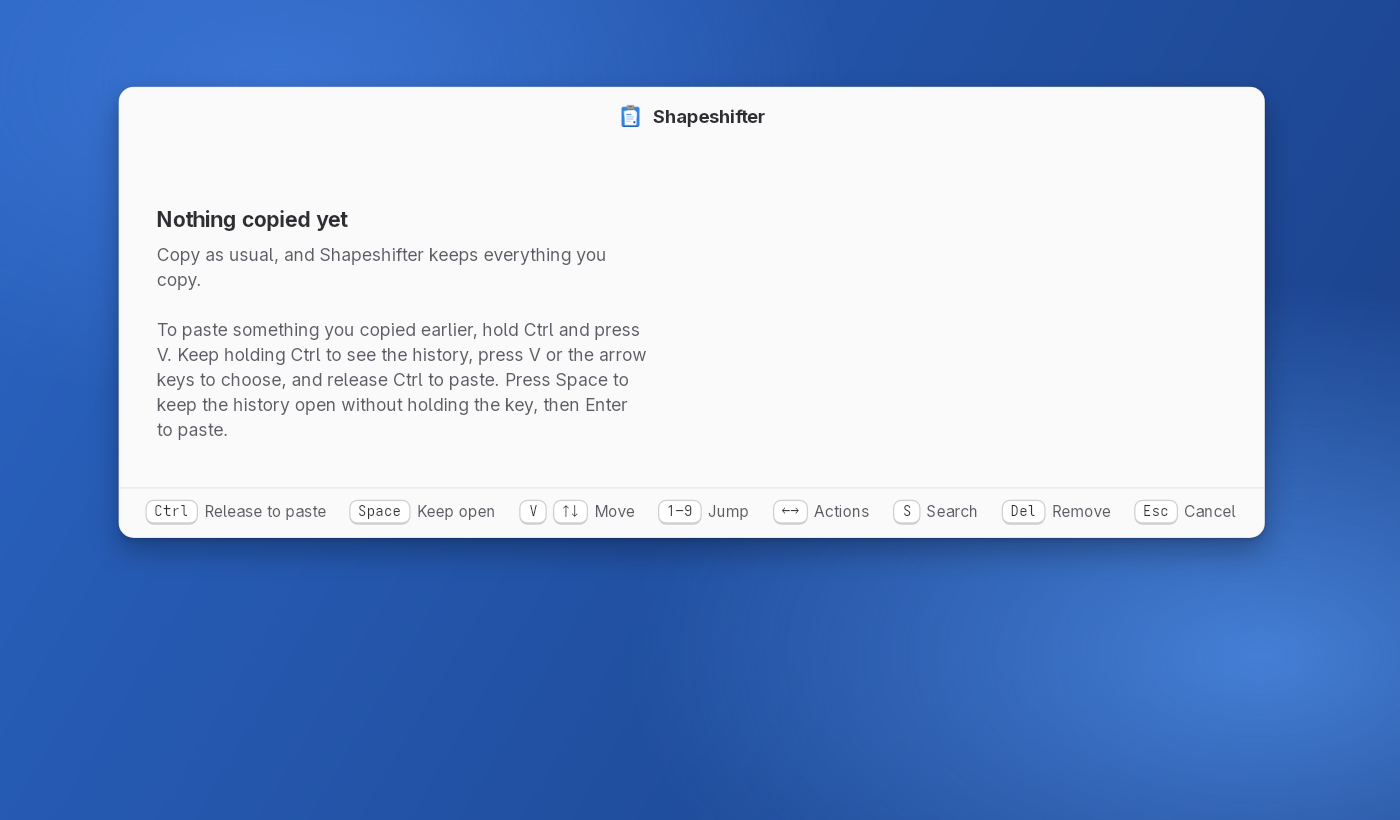 Shapeshifter
Nothing copied yet
Copy as usual, and Shapeshifter keeps everything you
copy.
To paste something you copied earlier, hold Ctrl and press
V. Keep holding Ctrl to see the history, press V or the arrow
keys to choose, and release Ctrl to paste. Press Space to
keep the history open without holding the key, then Enter
to paste.
Ctrl Release to paste Space Keep open V ↑↓ Move 1–9 Jump ←→ Actions S Search Del Remove Esc Cancel